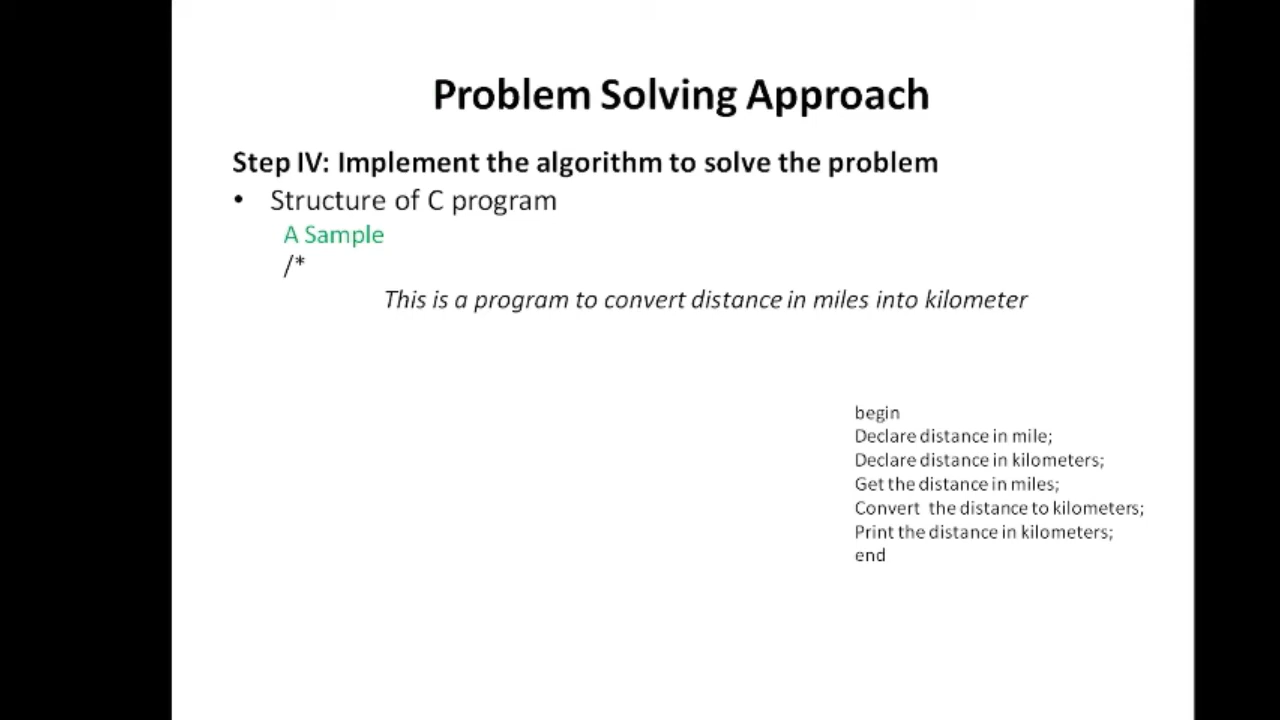 Problem Solving Approach
Step IV: Implement the algorithm to solve the problem
• Structure of C program
A Sample
/*
This is a program to convert distance in miles into kilometer
begin
Declare distance in mile;
Declare distance in kilometers;
Get the distance in miles;
Convert  the distance to kilometers;
Print the distance in kilometers;
end